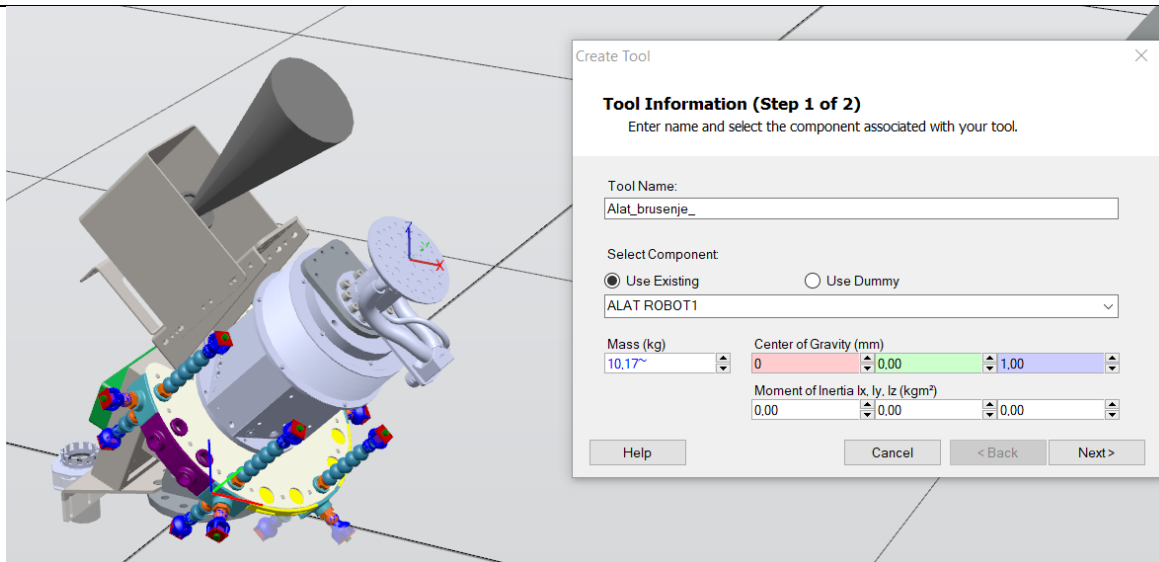 Create Tool
Tool Information (Step 1 of 2)
Enter name and select the component associated with your tool.
Tool Name:
Alat_brusenje_
Select Component
Use Existing Use Dummy
ALAT ROBOT1
Mass (kg) Center of Gravity (mm)
10,17~ 0 0,00 1,00
Moment of Inertia Ix, Iy, Iz (kgm²)
0,00 0,00 0,00
Help Cancel < Back Next >
Z
X